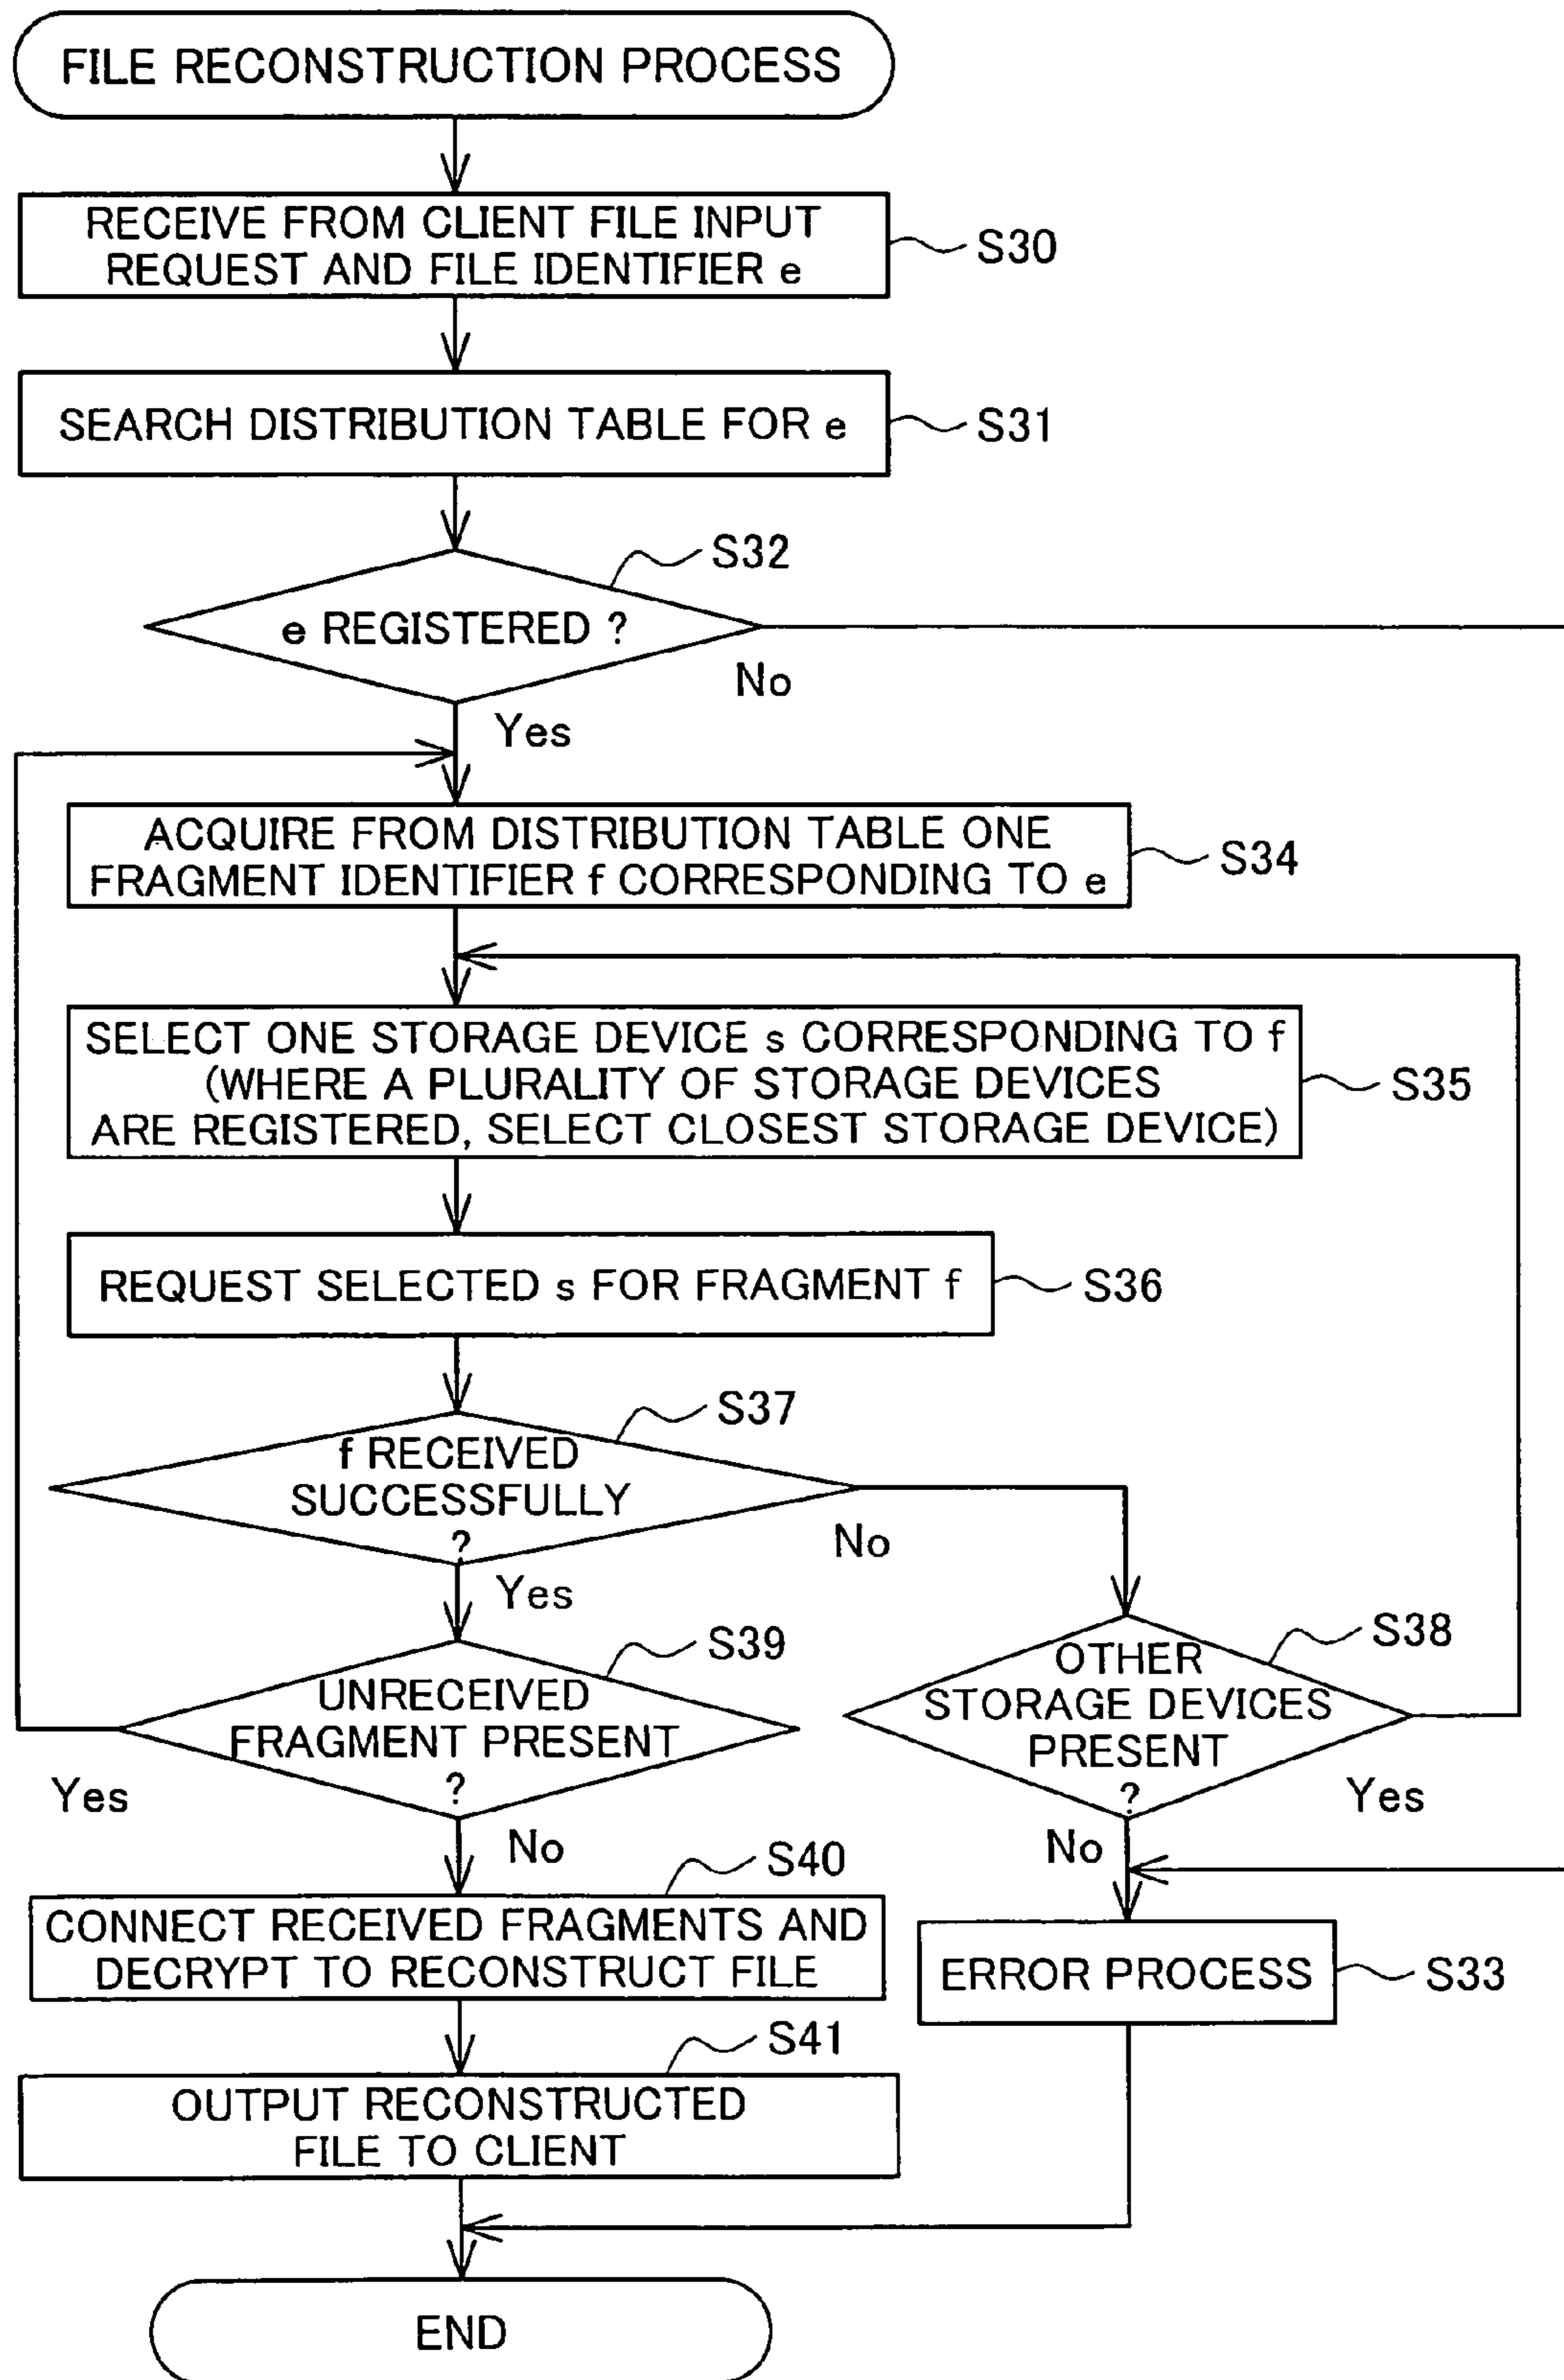 FILE RECONSTRUCTION PROCESS
RECEIVE FROM CLIENT FILE INPUT
REQUEST AND FILE IDENTIFIER e
S30
SEARCH DISTRIBUTION TABLE FOR e
S31
S32
e REGISTERED ?
No
Yes
ACQUIRE FROM DISTRIBUTION TABLE ONE
FRAGMENT IDENTIFIER f CORRESPONDING TO e
S34
SELECT ONE STORAGE DEVICE s CORRESPONDING TO f
(WHERE A PLURALITY OF STORAGE DEVICES
ARE REGISTERED, SELECT CLOSEST STORAGE DEVICE)
S35
REQUEST SELECTED s FOR FRAGMENT f
S36
S37
f RECEIVED
SUCCESSFULLY
?
No
Yes
S39
UNRECEIVED
FRAGMENT PRESENT
?
Yes
No
S38
OTHER
STORAGE DEVICES
PRESENT
?
Yes
No
S40
CONNECT RECEIVED FRAGMENTS AND
DECRYPT TO RECONSTRUCT FILE
ERROR PROCESS
S33
S41
OUTPUT RECONSTRUCTED
FILE TO CLIENT
END